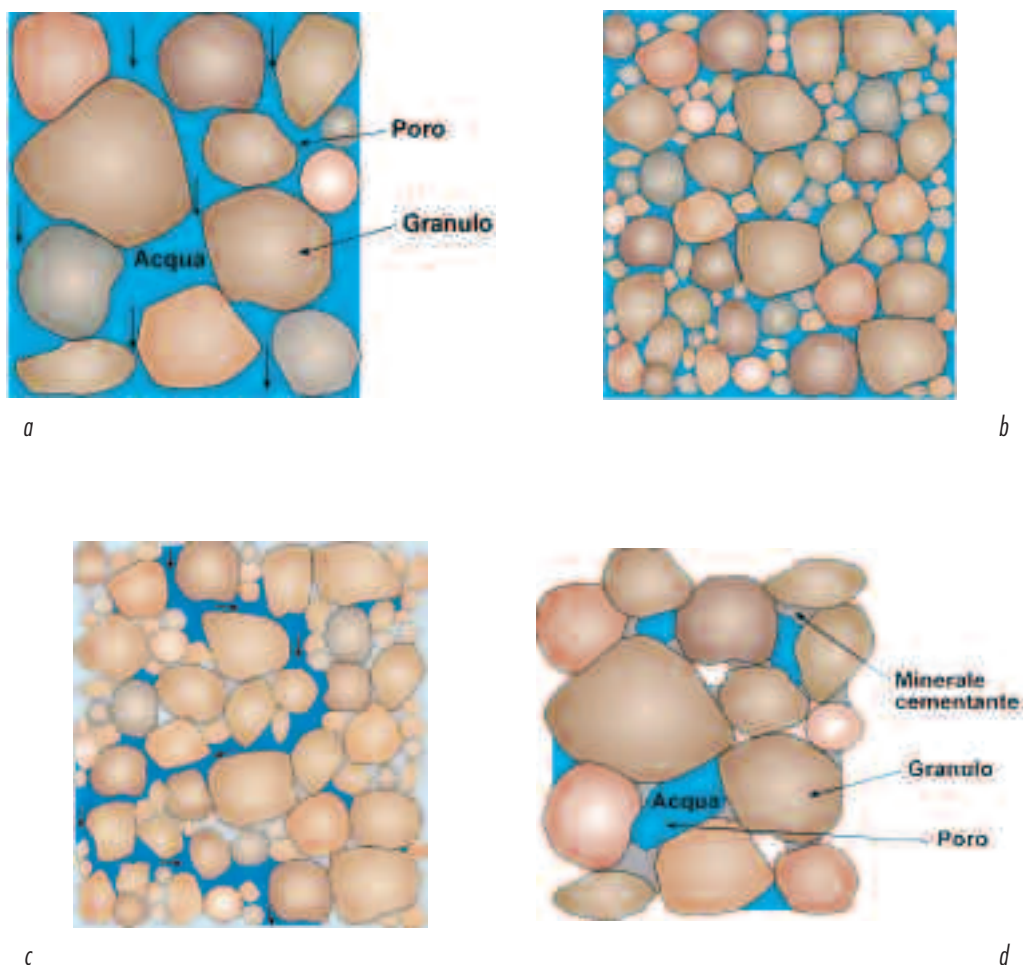 Poro
Granulo
Acqua
a
b
Minerale
cementante
Granulo
Acqua
Poro
c
d